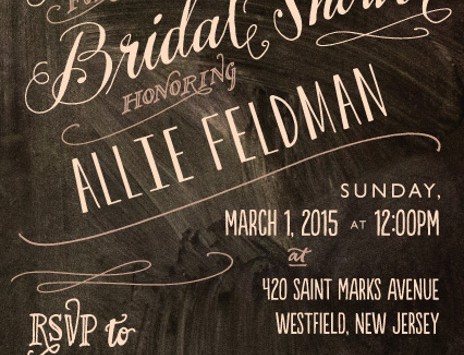 Bridal Shower
HONORING
ALLIE FELDMAN
SUNDAY,
MARCH 1, 2015 AT 12:00PM
at
420 SAINT MARKS AVENUE
WESTFIELD, NEW JERSEY
RSVP to